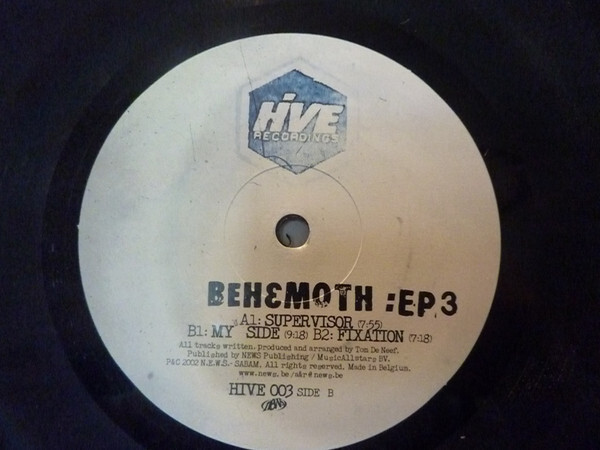 HIVE
RECORDINGS
BEHEMOTH :EP3
A1: SUPERVISOR (7:55)
B1: MY SIDE (9:18) B2: FIXATION (7:18)
All tracks written, produced and arranged by Tom De Neef.
Published by NEWS Publishing / MusicAllstars BV.
P&C 2002 N.E.W.S.- SABAM. All rights reserved. Made in Belgium.
www.news.be/a&r@news.be
HIVE 003 SIDE B